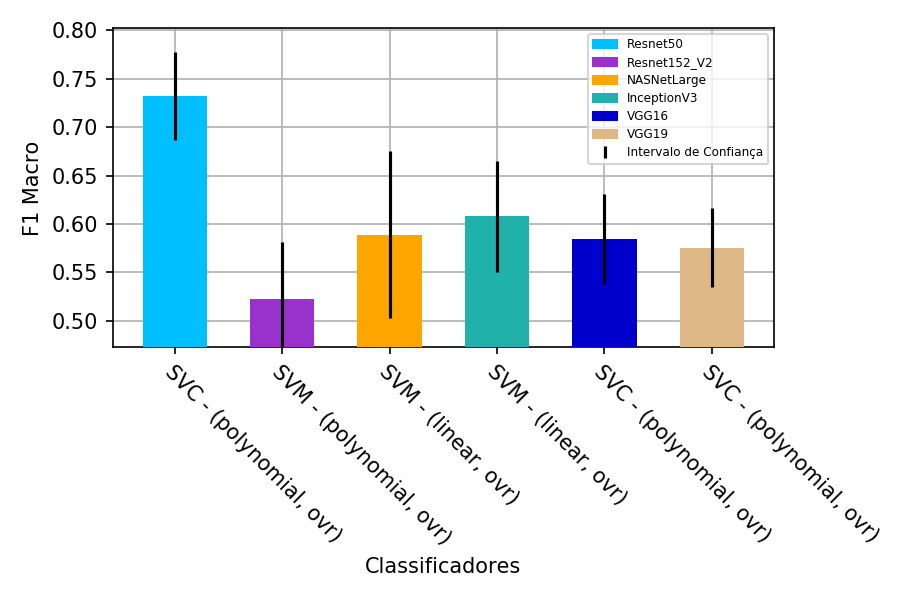 F1 Macro
0.80
0.75
0.70
0.65
0.60
0.55
0.50
Resnet50
Resnet152_V2
NASNetLarge
InceptionV3
VGG16
VGG19
Intervalo de Confiança
SVC - (polynomial, ovr)
SVM - (polynomial, ovr)
SVM - (linear, ovr)
SVM - (linear, ovr)
SVC - (polynomial, ovr)
SVC - (polynomial, ovr)
Classificadores